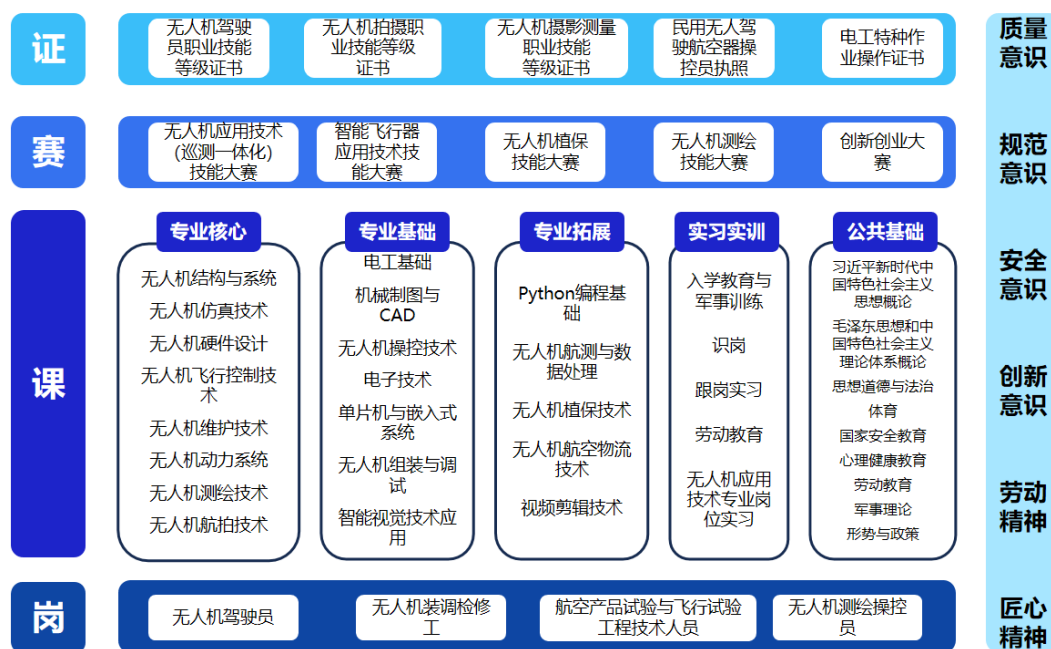 证
无人机驾驶
员职业技能
等级证书
无人机拍摄职
业技能等级
证书
无人机摄影测量
职业技能
等级证书
民用无人驾
驶航空器操
控员执照
电工特种作
业操作证书
赛
无人机应用技术
(巡测一体化)
技能大赛
智能飞行器
应用技术技
能大赛
无人机植保
技能大赛
无人机测绘
技能大赛
创新创业大
赛
课
专业核心
无人机结构与系统
无人机仿真技术
无人机硬件设计
无人机飞行控制技
术
无人机维护技术
无人机动力系统
无人机测绘技术
无人机航拍技术
专业基础
电工基础
机械制图与
CAD
无人机操控技术
电子技术
单片机与嵌入式
系统
无人机组装与调
试
智能视觉技术应
用
专业拓展
Python编程基
础
无人机航测与数
据处理
无人机植保技术
无人机航空物流
技术
视频剪辑技术
实习实训
入学教育与
军事训练
识岗
跟岗实习
劳动教育
无人机应用
技术专业岗
位实习
公共基础
习近平新时代中
国特色社会主义
思想概论
毛泽东思想和中
国特色社会主义
理论体系概论
思想道德与法治
体育
国家安全教育
心理健康教育
劳动教育
军事理论
形势与政策
岗
无人机驾驶员
无人机装调检修
工
航空产品试验与飞行试验
工程技术人员
无人机测绘操控
员
质量
意识
规范
意识
安全
意识
创新
意识
劳动
精神
匠心
精神